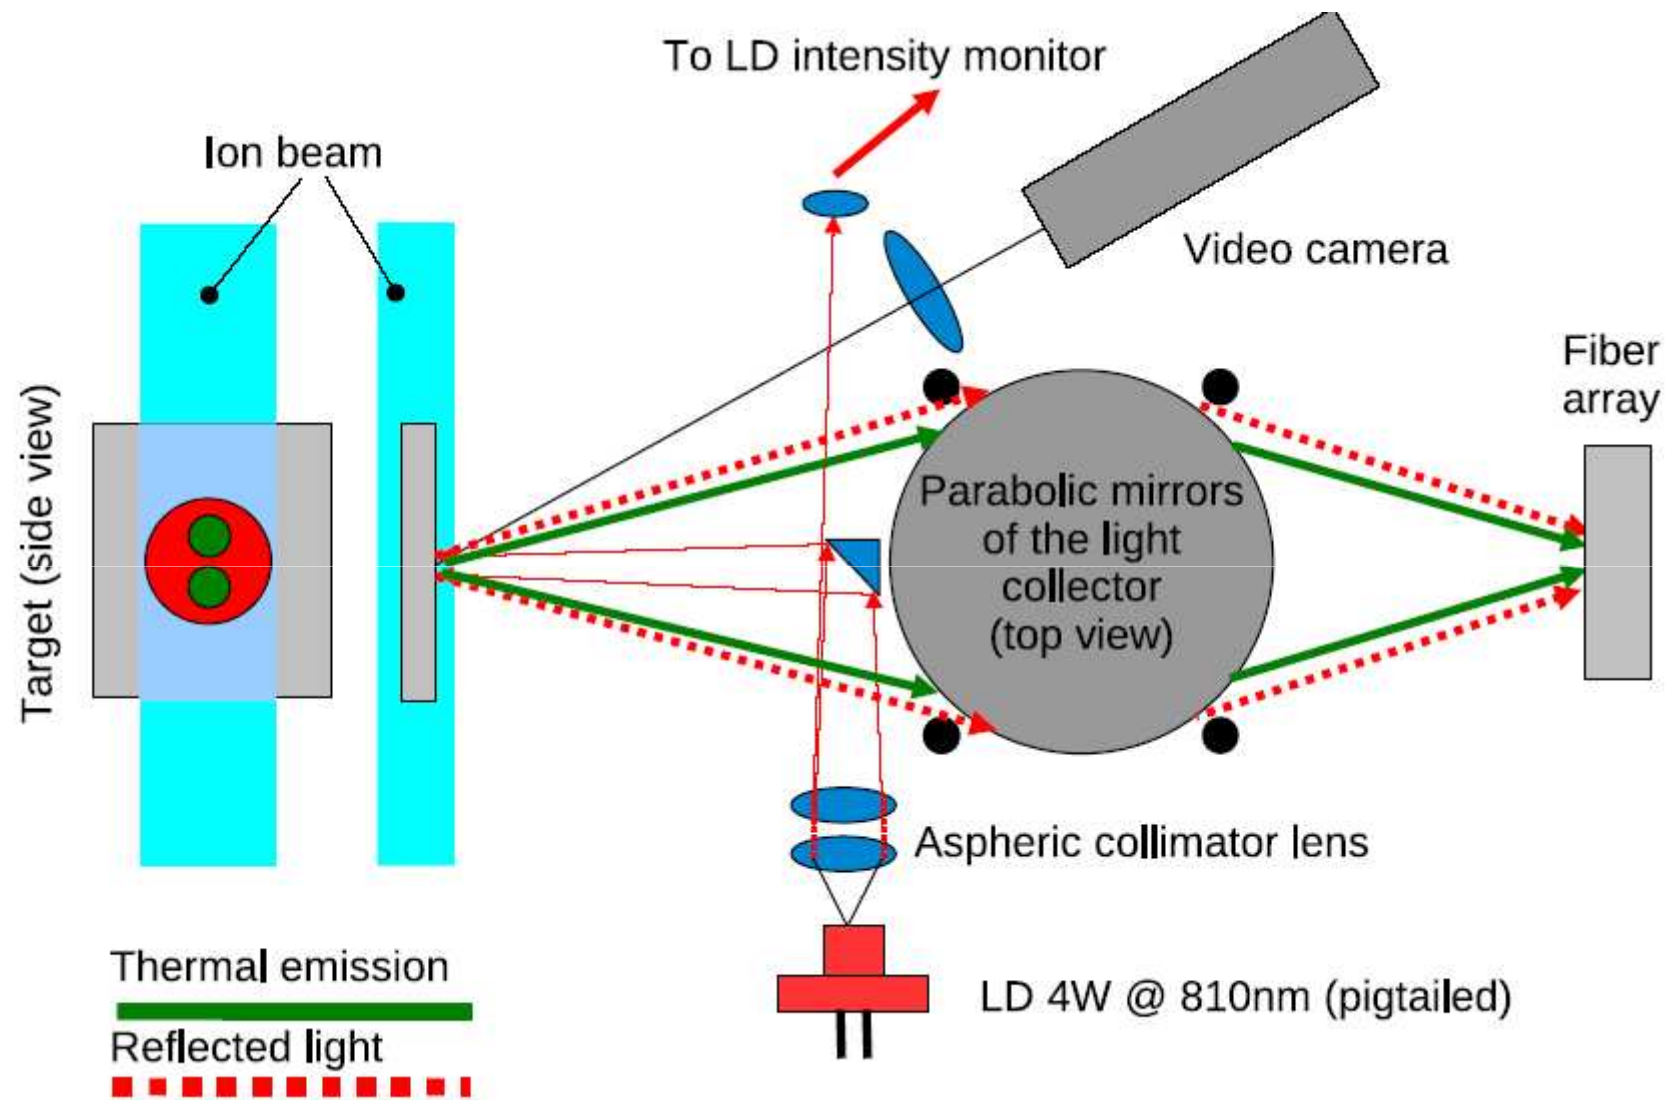 To LD intensity monitor
Ion beam
Video camera
Fiber
array
Target (side view)
Parabolic mirrors
of the light
collector
(top view)
Aspheric collimator lens
Thermal emission
LD 4W @ 810nm (pigtailed)
Reflected light